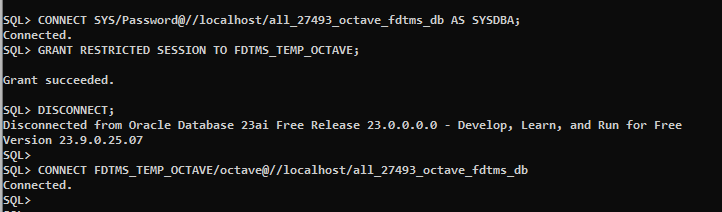 SQL> CONNECT SYS/Password@//localhost/all_27493_octave_fdtms_db AS SYSDBA;
Connected.
SQL> GRANT RESTRICTED SESSION TO FDTMS_TEMP_OCTAVE;
Grant succeeded.
SQL> DISCONNECT;
Disconnected from Oracle Database 23ai Free Release 23.0.0.0.0 - Develop, Learn, and Run for Free
Version 23.9.0.25.07
SQL>
SQL> CONNECT FDTMS_TEMP_OCTAVE/octave@//localhost/all_27493_octave_fdtms_db
Connected.
SQL>